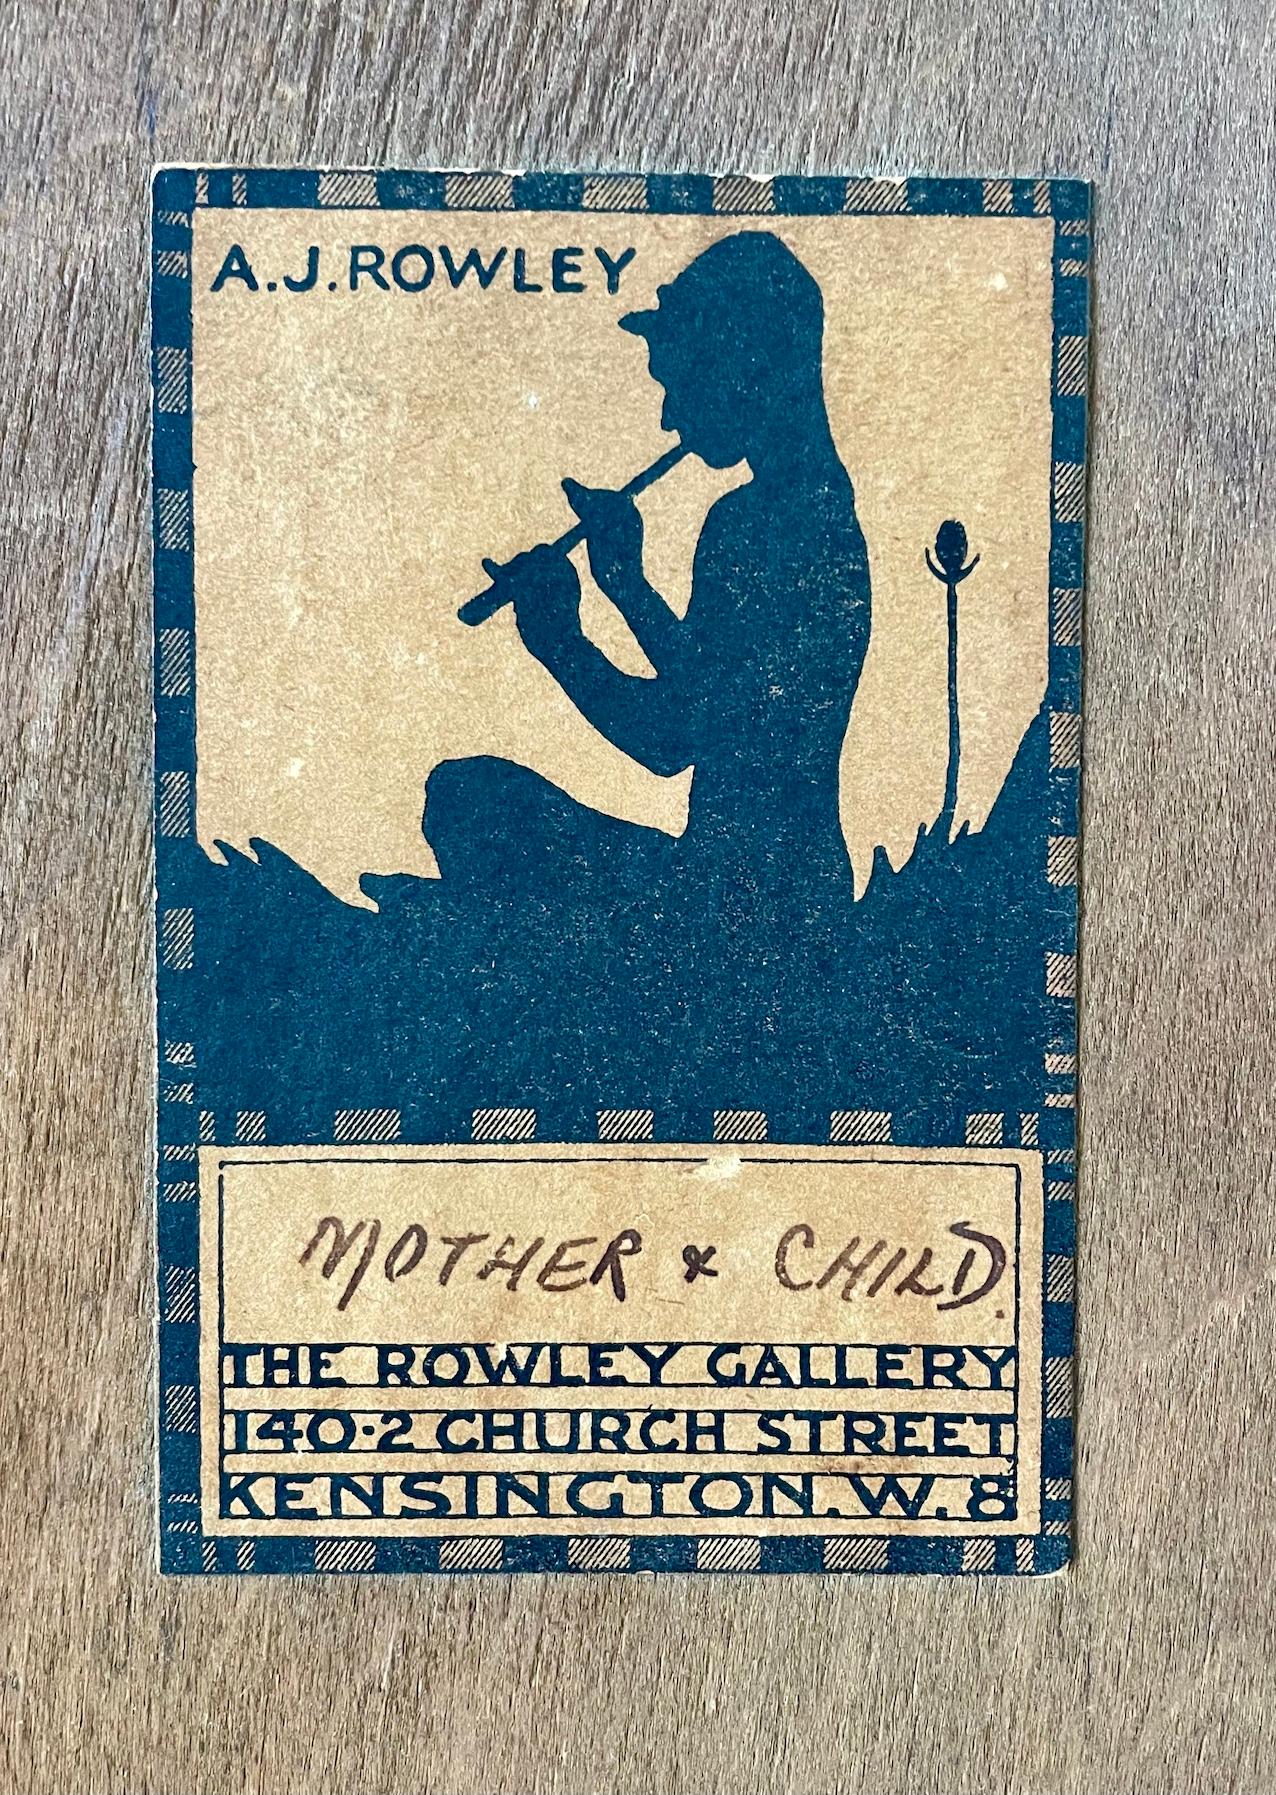 A.J. ROWLEY
MOTHER & CHILD.
THE ROWLEY GALLERY
140·2 CHURCH STREET
KENSINGTON. W. 8